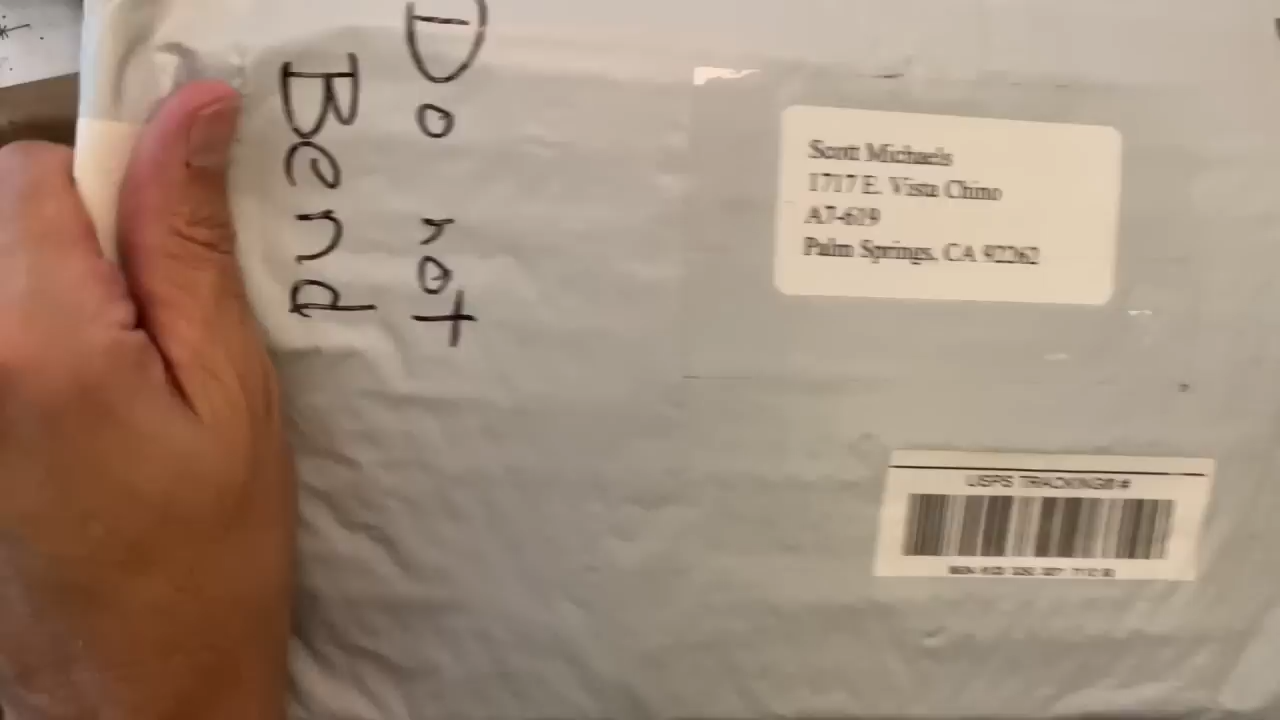 Do not
Bend
Scott Michaels
1717 E. Vista Chino
A7-619
Palm Springs, CA 92262
USPS TRACKING® #